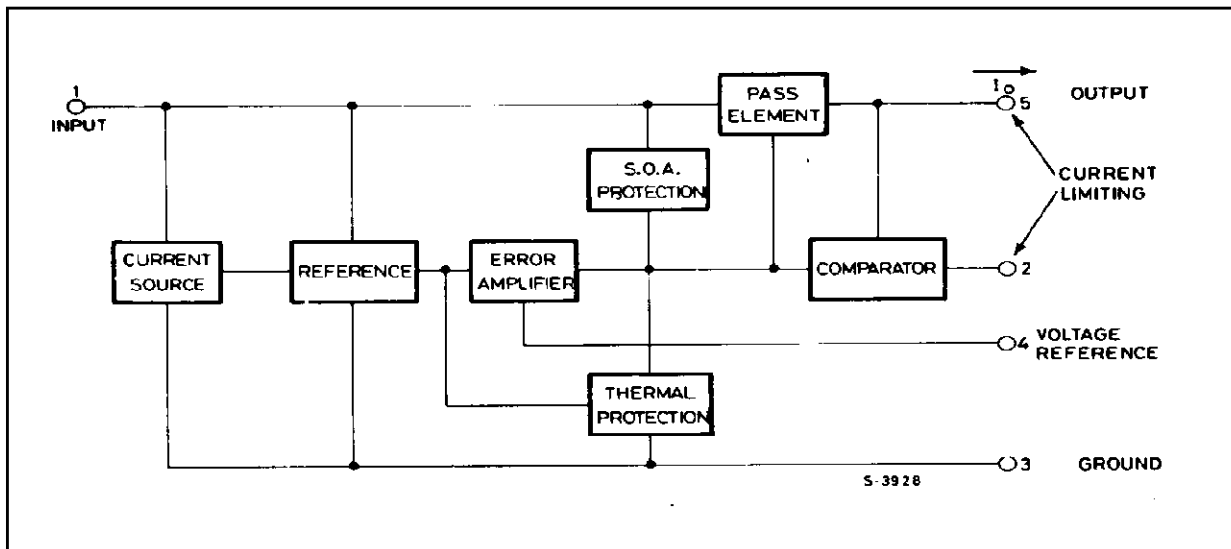 1
INPUT
PASS
ELEMENT
Io
5
OUTPUT
S.O.A.
PROTECTION
CURRENT
LIMITING
CURRENT
SOURCE
REFERENCE
ERROR
AMPLIFIER
COMPARATOR
2
4
VOLTAGE
REFERENCE
THERMAL
PROTECTION
3
GROUND
S-3928